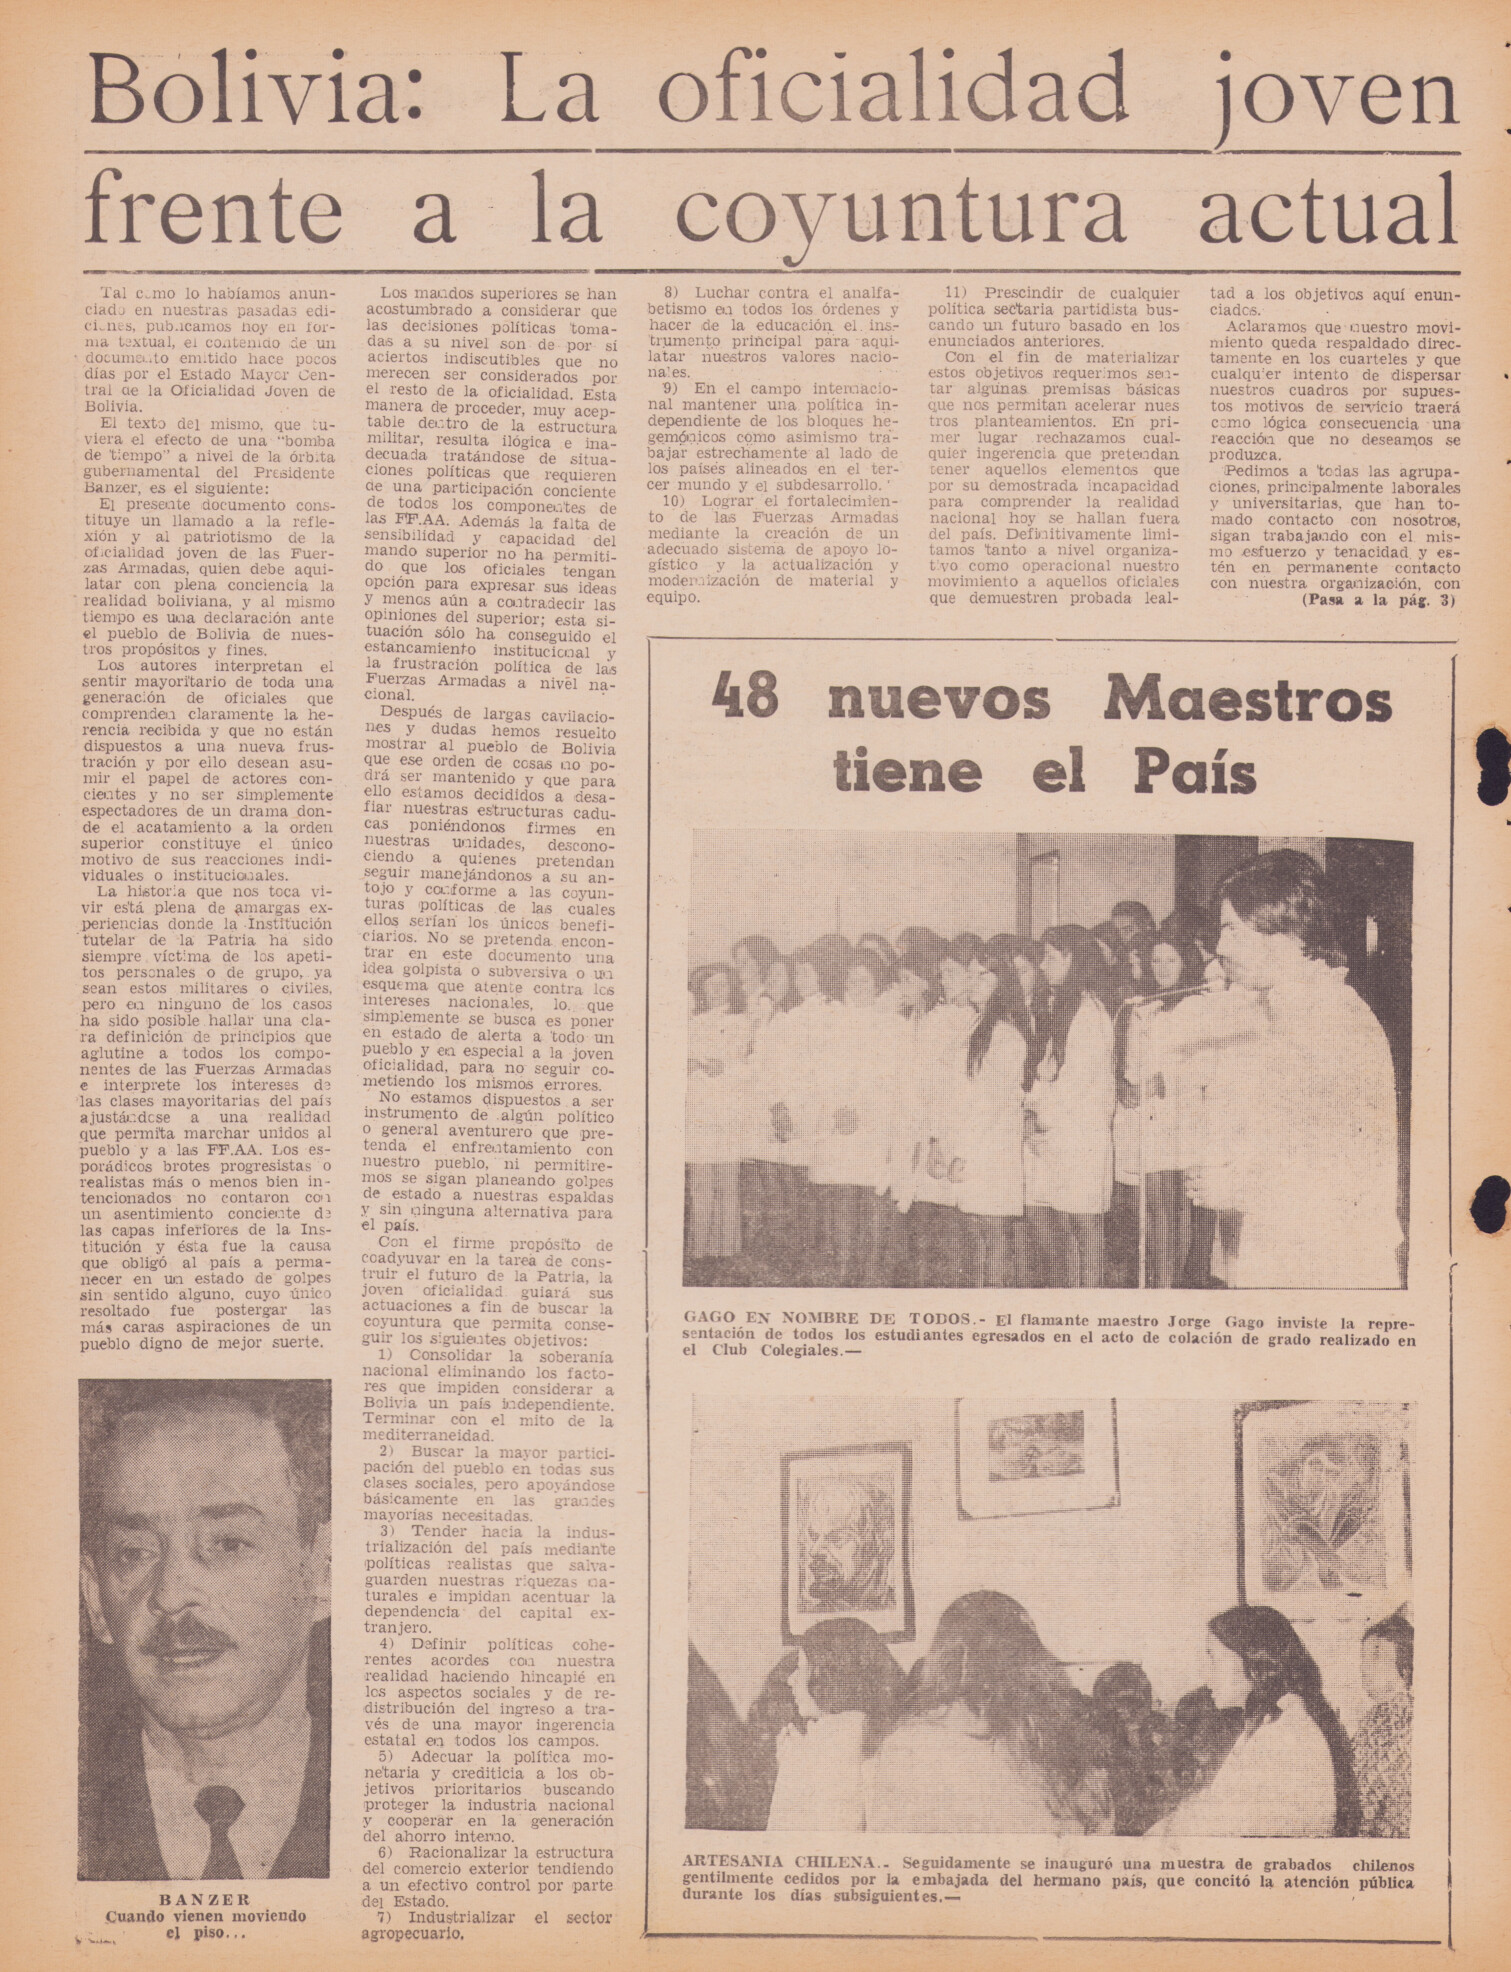 Bolivia: La oficialidad joven
frente a la coyuntura actual
Tal como lo habíamos anun-
ciado en nuestras pasadas edi-
ciones, publicamos hoy en for-
ma textual, el contenido de un
documento emitido hace pocos
días por el Estado Mayor Cen-
tral de la Oficialidad Joven de
Bolivia.
El texto del mismo, que tu-
viera el efecto de una "bomba
de tiempo" a nivel de la órbita
gubernamental del Presidente
Banzer, es el siguiente:
El presente documento cons-
tituye un llamado a la refle-
xión y al patriotismo de la
oficialidad joven de las Fuer-
zas Armadas, quien debe aqui-
latar con plena conciencia la
realidad boliviana, y al mismo
tiempo es una declaración ante
el pueblo de Bolivia de nues-
tros propósitos y fines.
Los autores interpretan el
sentir mayoritario de toda una
generación de oficiales que
comprenden claramente la he-
rencia recibida y que no están
dispuestos a una nueva frus-
tración y por ello desean asu-
mir el papel de actores con-
cientes y no ser simplemente
espectadores de un drama don-
de el acatamiento a la orden
superior constituye el único
motivo de sus reacciones indi-
viduales o institucionales.
La historia que nos toca vi-
vir está plena de amargas ex-
periencias donde la Institución
tutelar de la Patria ha sido
siempre víctima de los apeti-
tos personales o de grupo, ya
sean estos militares o civiles,
pero en ninguno de los casos
ha sido posible hallar una cla-
ra definición de principios que
aglutine a todos los compo-
nentes de las Fuerzas Armadas
e interprete los intereses de
las clases mayoritarias del país
ajustándose a una realidad
que permita marchar unidos al
pueblo y a las FF.AA. Los es-
porádicos brotes progresistas o
realistas más o menos bien in-
tencionados no contaron con
un asentimiento conciente de
las capas inferiores de la Ins-
titución y ésta fue la causa
que obligó al país a perma-
necer en un estado de golpes
sin sentido alguno, cuyo único
resoltado fue postergar las
más caras aspiraciones de un
pueblo digno de mejor suerte.
BANZER
Cuando vienen moviendo
el piso...
Los mandos superiores se han
acostumbrado a considerar que
las decisiones políticas toma-
das a su nivel son de por sí
aciertos indiscutibles que no
merecen ser considerados por
el resto de la oficialidad. Esta
manera de proceder, muy acep-
table dentro de la estructura
militar, resulta ilógica e ina-
decuada tratándose de situa-
ciones políticas que requieren
de una participación conciente
de todos los componentes de
las FF.AA. Además la falta de
sensibilidad y capacidad del
mando superior no ha permiti-
do que los oficiales tengan
opción para expresar sus ideas
y menos aún a contradecir las
opiniones del superior; esta si-
tuación sólo ha conseguido el
estancamiento institucional y
la frustración política de las
Fuerzas Armadas a nivel na-
cional.
Después de largas cavilacio-
nes y dudas hemos resuelto
mostrar al pueblo de Bolivia
que ese orden de cosas no po-
drá ser mantenido y que para
ello estamos decididos a desa-
fiar nuestras estructuras cadu-
cas poniéndonos firmes en
nuestras unidades, descono-
ciendo a quienes pretendan
seguir manejándonos a su an-
tojo y conforme a las coyun-
turas políticas de las cuales
ellos serían los únicos benefi-
ciarios. No se pretenda encon-
trar en este documento una
idea golpista o subversiva o un
esquema que atente contra los
intereses nacionales, lo que
simplemente se busca es poner
en estado de alerta a todo un
pueblo y en especial a la joven
oficialidad, para no seguir co-
metiendo los mismos errores.
No estamos dispuestos a ser
instrumento de algún político
o general aventurero que pre-
tenda el enfrentamiento con
nuestro pueblo, ni permitire-
mos se sigan planeando golpes
de estado a nuestras espaldas
y sin ninguna alternativa para
el país.
Con el firme propósito de
coadyuvar en la tarea de cons-
truir el futuro de la Patria, la
joven oficialidad guiará sus
actuaciones a fin de buscar la
coyuntura que permita conse-
guir los siguientes objetivos:
1) Consolidar la soberanía
nacional eliminando los facto-
res que impiden considerar a
Bolivia un país independiente.
Terminar con el mito de la
mediterraneidad.
2) Buscar la mayor partici-
pación del pueblo en todas sus
clases sociales, pero apoyándose
básicamente en las grandes
mayorías necesitadas.
3) Tender hacia la indus-
trialización del país mediante
políticas realistas que salva-
guarden nuestras riquezas na-
turales e impidan acentuar la
dependencia del capital ex-
tranjero.
4) Definir políticas cohe-
rentes acordes con nuestra
realidad haciendo hincapié en
los aspectos sociales y de re-
distribución del ingreso a tra-
vés de una mayor ingerencia
estatal en todos los campos.
5) Adecuar la política mo-
netaria y crediticia a los ob-
jetivos prioritarios buscando
proteger la industria nacional
y cooperar en la generación
del ahorro interno.
6) Racionalizar la estructura
del comercio exterior tendiendo
a un efectivo control por parte
del Estado.
7) Industrializar el sector
agropecuario.
8) Luchar contra el analfa-
betismo en todos los órdenes y
hacer de la educación el ins-
trumento principal para aqui-
latar nuestros valores nacio-
nales.
9) En el campo internacio-
nal mantener una política in-
dependiente de los bloques he-
gemónicos como asimismo tra-
bajar estrechamente al lado de
los países alineados en el ter-
cer mundo y el subdesarrollo.
10) Lograr el fortalecimien-
to de las Fuerzas Armadas
mediante la creación de un
adecuado sistema de apoyo lo-
gístico y la actualización y
modernización de material y
equipo.
11) Prescindir de cualquier
política sectaria partidista bus-
cando un futuro basado en los
enunciados anteriores.
Con el fin de materializar
estos objetivos requerimos sen-
tar algunas premisas básicas
que nos permitan acelerar nues
tros planteamientos. En pri-
mer lugar rechazamos cual-
quier ingerencia que pretendan
tener aquellos elementos que
por su demostrada incapacidad
para comprender la realidad
nacional hoy se hallan fuera
del país. Definitivamente limi-
tamos tanto a nivel organiza-
tivo como operacional nuestro
movimiento a aquellos oficiales
que demuestren probada leal-
tad a los objetivos aquí enun-
ciados.
Aclaramos que nuestro movi-
miento queda respaldado direc-
tamente en los cuarteles y que
cualquier intento de dispersar
nuestros cuadros por supues-
tos motivos de servicio traerá
como lógica consecuencia una
reacción que no deseamos se
produzca.
Pedimos a todas las agrupa-
ciones, principalmente laborales
y universitarias, que han to-
mado contacto con nosotros,
sigan trabajando con el mis-
mo esfuerzo y tenacidad y es-
tén en permanente contacto
con nuestra organización, con
(Pasa a la pág. 3)
48 nuevos Maestros
tiene el País
GAGO EN NOMBRE DE TODOS.- El flamante maestro Jorge Gago inviste la repre-
sentación de todos los estudiantes egresados en el acto de colación de grado realizado en
el Club Colegiales.—
ARTESANIA CHILENA.- Seguidamente se inauguró una muestra de grabados chilenos
gentilmente cedidos por la embajada del hermano país, que concitó la atención pública
durante los días subsiguientes.—